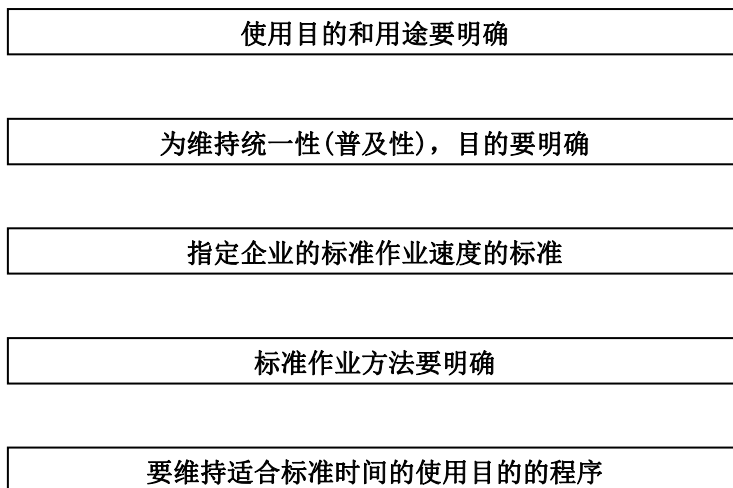 使用目的和用途要明确
为维持统一性(普及性)，目的要明确
指定企业的标准作业速度的标准
标准作业方法要明确
要维持适合标准时间的使用目的的程序